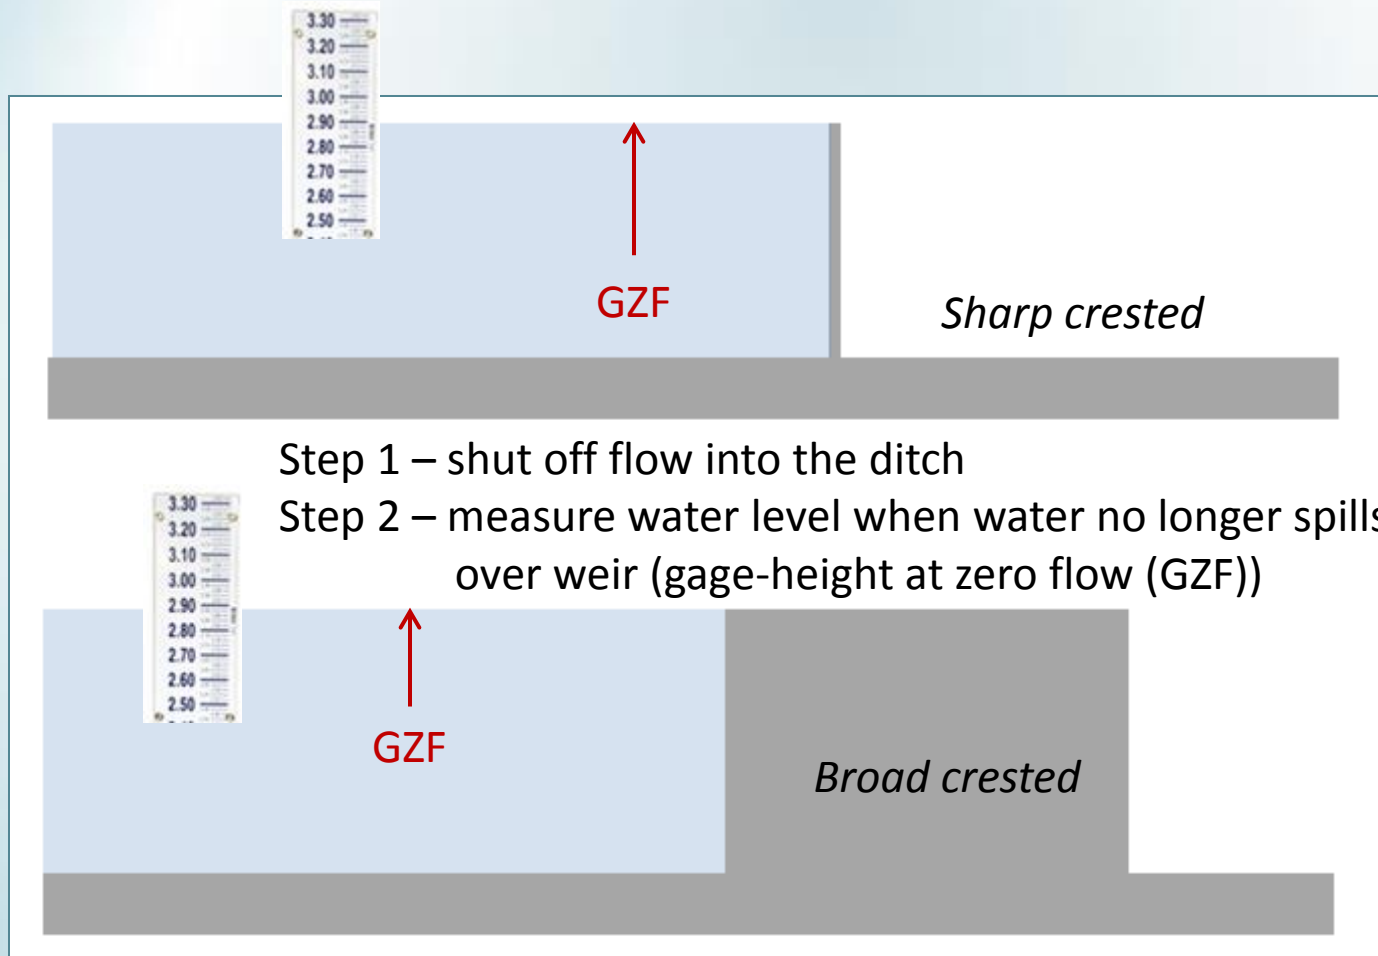 3.30
3.20
3.10
3.00
2.90
2.80
2.70
2.60
2.50
GZF
Sharp crested
Step 1 – shut off flow into the ditch
Step 2 – measure water level when water no longer spills
over weir (gage-height at zero flow (GZF))
3.30
3.20
3.10
3.00
2.90
2.80
2.70
2.60
2.50
GZF
Broad crested